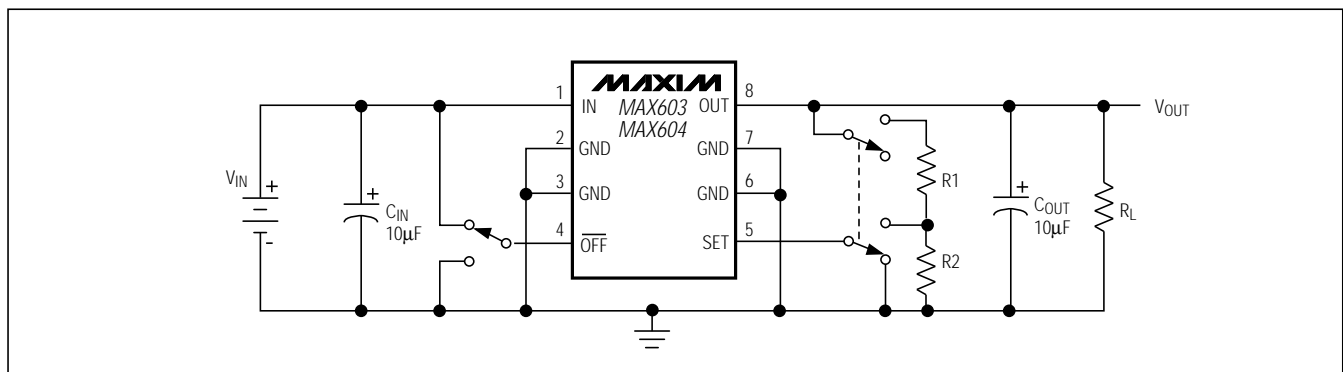 MAXIM
MAX603
MAX604
1
IN
OUT
8
2
GND
GND
7
3
GND
GND
6
4
OFF
SET
5
VIN
+
-
+
CIN
10μF
R1
R2
+
COUT
10μF
RL
VOUT